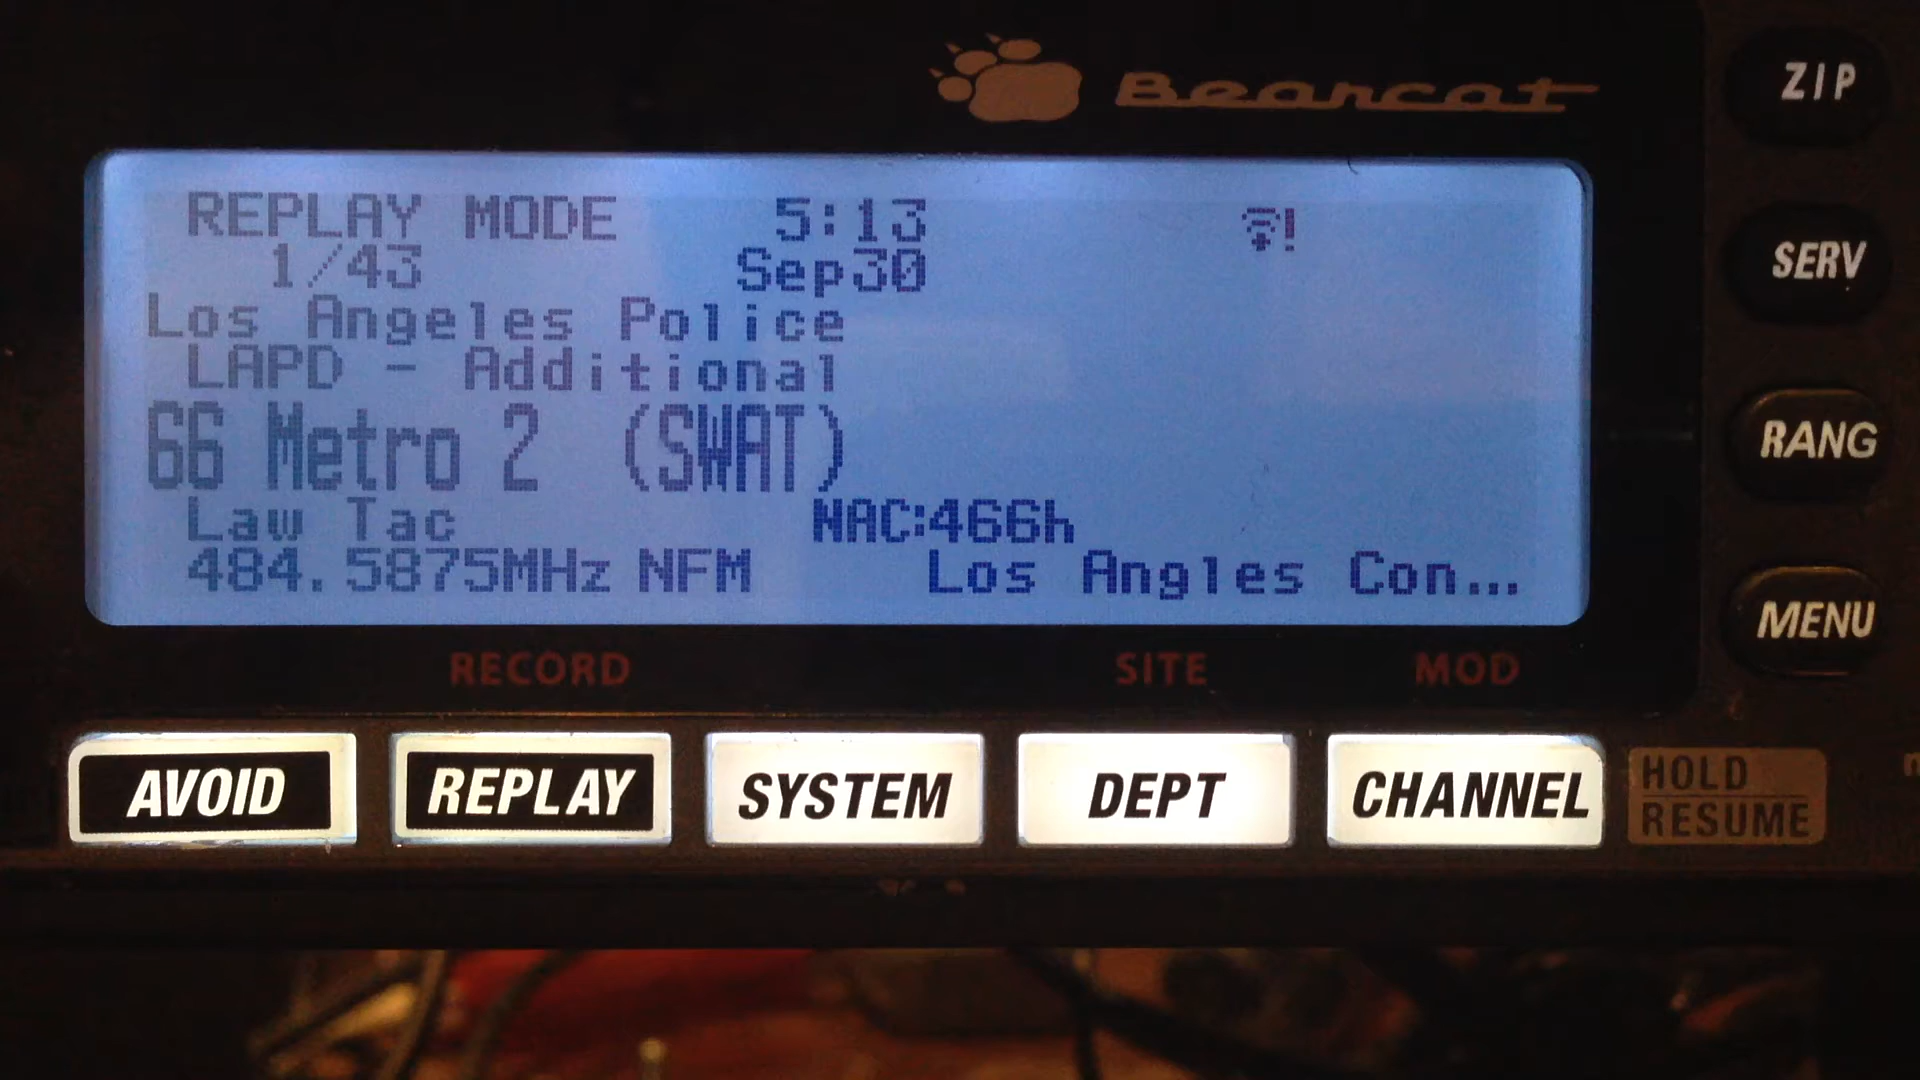 Bearcat
ZIP
REPLAY MODE 5:13
1/43 Sep30
SERV
Los Angeles Police
LAPD - Additional
66 Metro 2 (SWAT)
RANG
Law Tac NAC:466h
484.5875MHz NFM Los Angles Con...
MENU
RECORD SITE MOD
AVOID REPLAY SYSTEM DEPT CHANNEL HOLD
RESUME